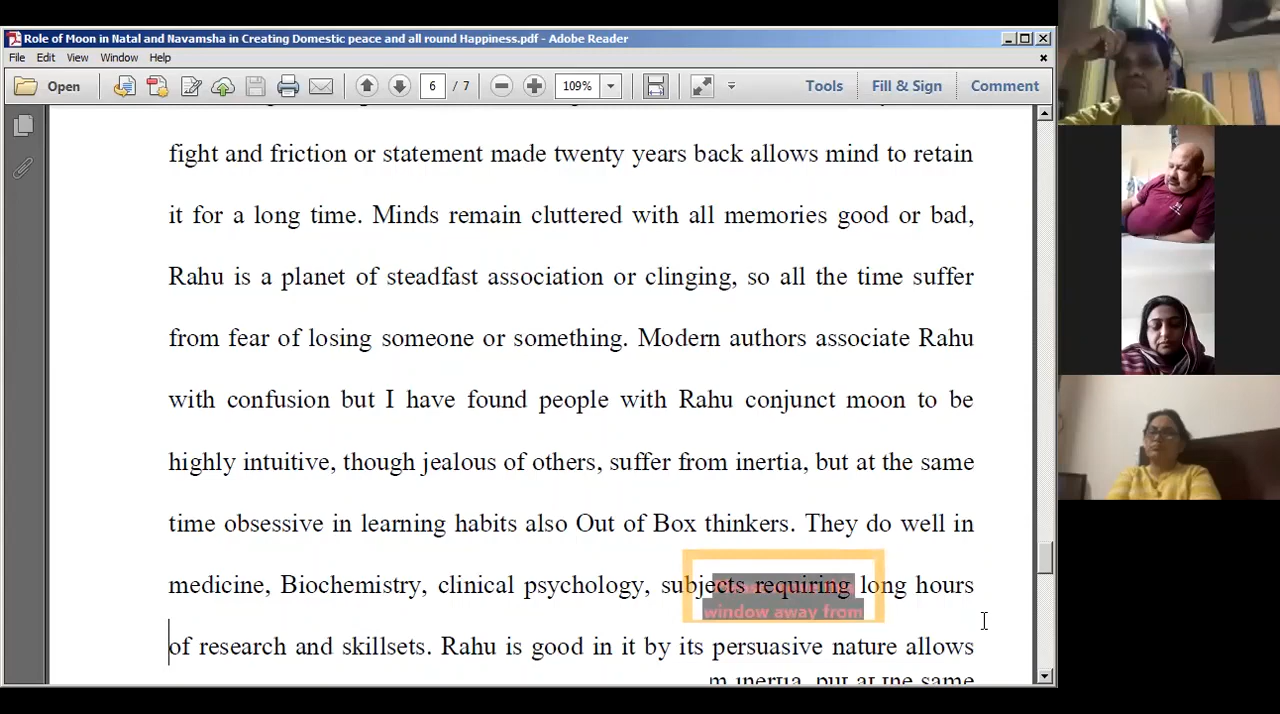 Role of Moon in Natal and Navamsha in Creating Domestic peace and all round Happiness.pdf - Adobe Reader
File Edit View Window Help
Open 6 / 7 109% Tools Fill & Sign Comment
fight and friction or statement made twenty years back allows mind to retain
it for a long time. Minds remain cluttered with all memories good or bad,
Rahu is a planet of steadfast association or clinging, so all the time suffer
from fear of losing someone or something. Modern authors associate Rahu
with confusion but I have found people with Rahu conjunct moon to be
highly intuitive, though jealous of others, suffer from inertia, but at the same
time obsessive in learning habits also Out of Box thinkers. They do well in
medicine, Biochemistry, clinical psychology, subjects requiring long hours
window away from
of research and skillsets. Rahu is good in it by its persuasive nature allows
m inertia, but at the same